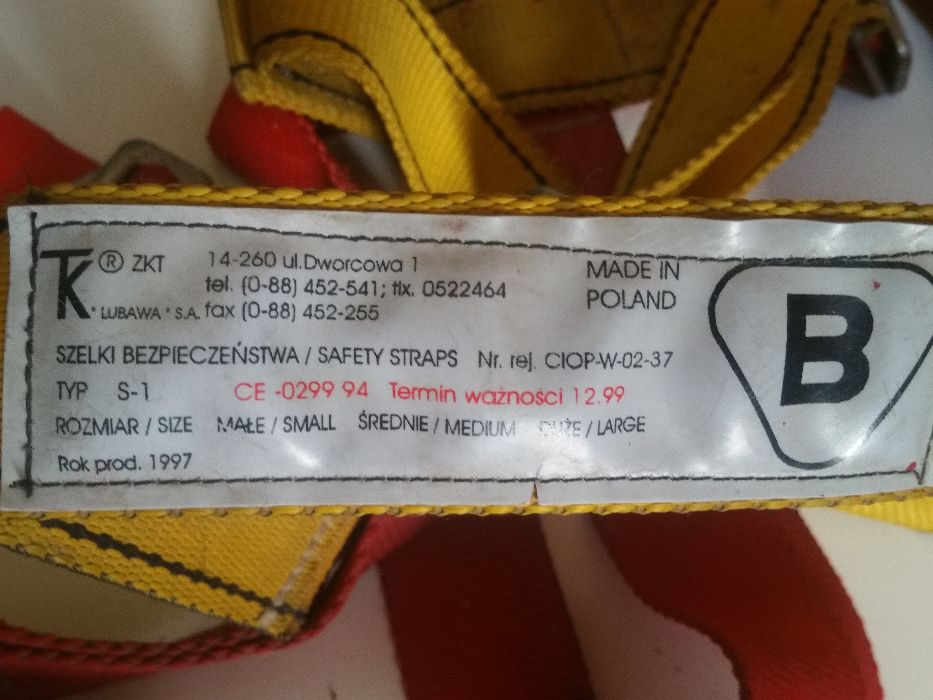 TK ® ZKT
"LUBAWA" S.A.
14-260 ul.Dworcowa 1
tel. (0-88) 452-541; tlx. 0522464
fax (0-88) 452-255
MADE IN
POLAND
B
SZELKI BEZPIECZEŃSTWA / SAFETY STRAPS Nr. rej. CIOP-W-02-37
TYP S-1 CE -0299 94 Termin ważności 12.99
ROZMIAR / SIZE MAŁE / SMALL ŚREDNIE / MEDIUM DUŻE / LARGE
Rok prod. 1997